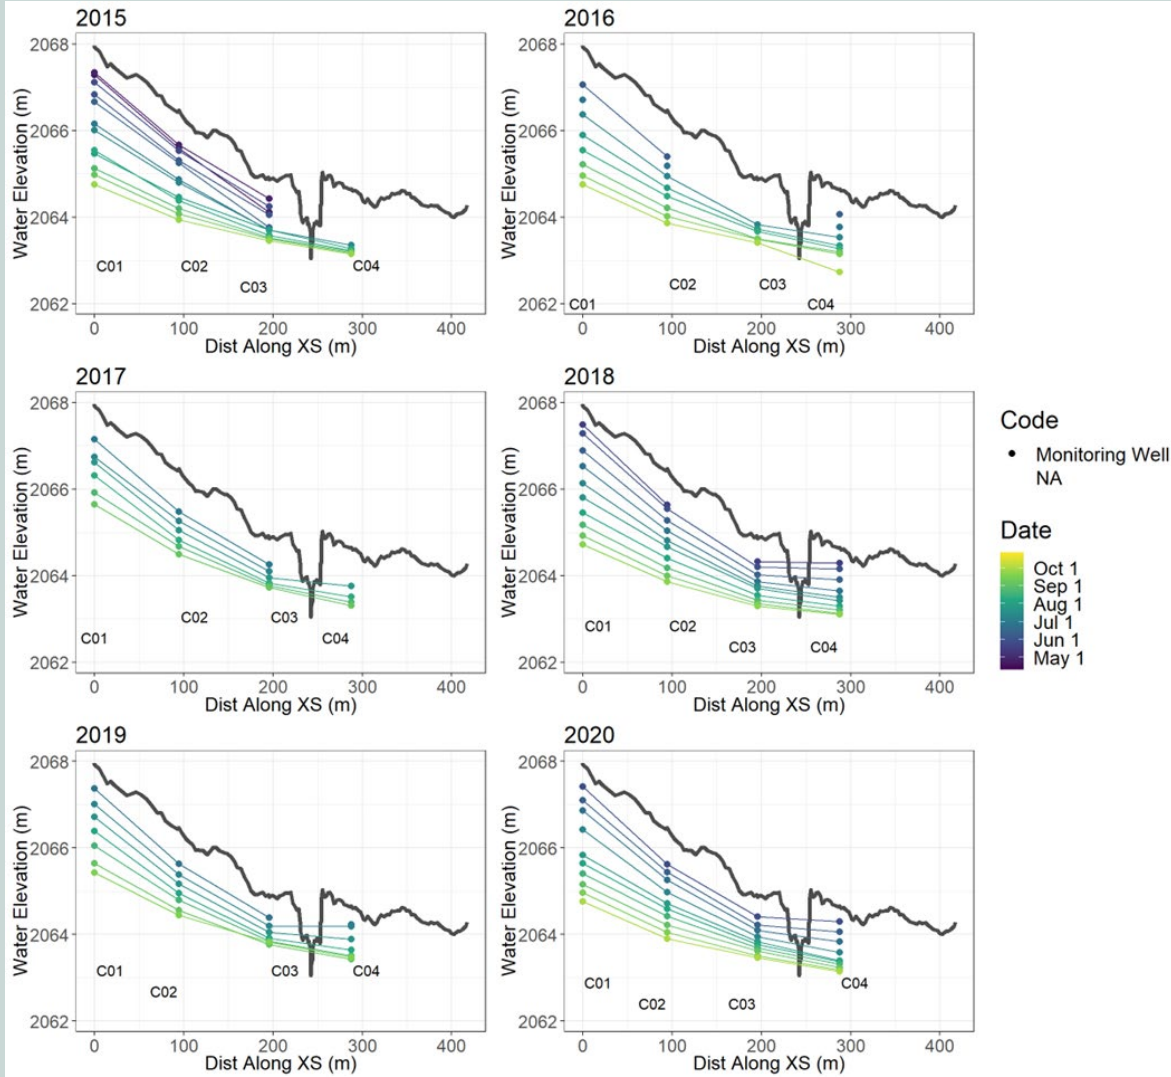 2015
2068
2066
2064
2062
Water Elevation (m)
C01
C02
C03
C04
0 100 200 300 400
Dist Along XS (m)
2016
2068
2066
2064
2062
Water Elevation (m)
C01
C02
C03
C04
0 100 200 300 400
Dist Along XS (m)
2017
2068
2066
2064
2062
Water Elevation (m)
C01
C02
C03
C04
0 100 200 300 400
Dist Along XS (m)
2018
2068
2066
2064
2062
Water Elevation (m)
C01
C02
C03
C04
0 100 200 300 400
Dist Along XS (m)
Code
Monitoring Well
NA
Date
Oct 1
Sep 1
Aug 1
Jul 1
Jun 1
May 1
2019
2068
2066
2064
2062
Water Elevation (m)
C01
C02
C03
C04
0 100 200 300 400
Dist Along XS (m)
2020
2068
2066
2064
2062
Water Elevation (m)
C01
C02
C03
C04
0 100 200 300 400
Dist Along XS (m)